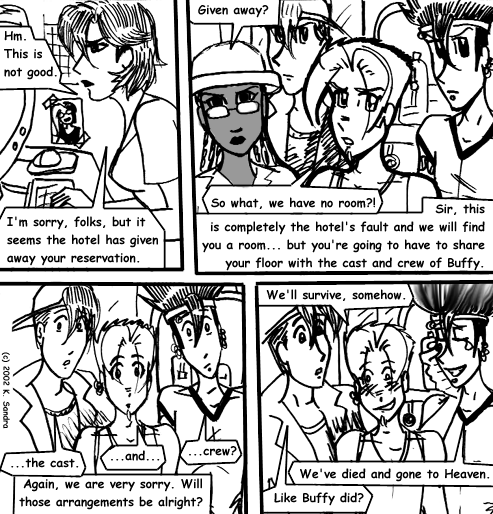 Hm.
This is
not good.
I'm sorry, folks, but it
seems the hotel has given
away your reservation.
Given away?
So what, we have no room?!
Sir, this
is completely the hotel's fault and we will find
you a room... but you're going to have to share
your floor with the cast and crew of Buffy.
...the cast.
...and...
...crew?
Again, we are very sorry. Will
those arrangements be alright?
(c) 2002 K. Sandra
We'll survive, somehow.
We've died and gone to Heaven.
Like Buffy did?